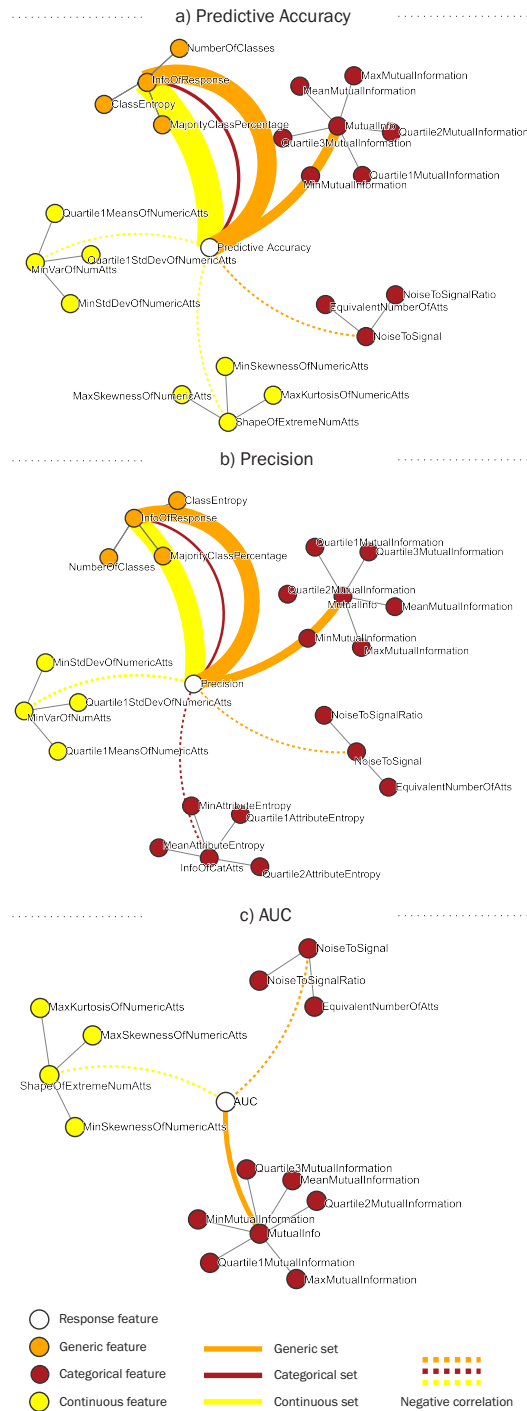 a) Predictive Accuracy
NumberOfClasses
InfoOfResponse
MaxMutualInformation
MeanMutualInformation
ClassEntropy
MajorityClassPercentage
MutualInfo
Quartile2MutualInformation
Quartile3MutualInformation
Quartile1MutualInformation
MinMutualInformation
Quartile1MeansOfNumericAtts
Predictive Accuracy
Quartile1StdDevOfNumericAtts
MinVarOfNumAtts
MinStdDevOfNumericAtts
NoiseToSignalRatio
EquivalentNumberOfAtts
NoiseToSignal
MinSkewnessOfNumericAtts
MaxSkewnessOfNumericAtts
MaxKurtosisOfNumericAtts
ShapeOfExtremeNumAtts
b) Precision
ClassEntropy
InfoOfResponse
Quartile1MutualInformation
Quartile3MutualInformation
MajorityClassPercentage
NumberOfClasses
Quartile2MutualInformation
MutualInfo
MeanMutualInformation
MinMutualInformation
MaxMutualInformation
MinStdDevOfNumericAtts
Precision
Quartile1StdDevOfNumericAtts
MinVarOfNumAtts
NoiseToSignalRatio
Quartile1MeansOfNumericAtts
NoiseToSignal
EquivalentNumberOfAtts
MinAttributeEntropy
Quartile1AttributeEntropy
MeanAttributeEntropy
InfoOfCatAtts
Quartile2AttributeEntropy
c) AUC
NoiseToSignal
NoiseToSignalRatio
MaxKurtosisOfNumericAtts
EquivalentNumberOfAtts
MaxSkewnessOfNumericAtts
ShapeOfExtremeNumAtts
AUC
MinSkewnessOfNumericAtts
Quartile3MutualInformation
MeanMutualInformation
Quartile2MutualInformation
MinMutualInformation
MutualInfo
Quartile1MutualInformation
MaxMutualInformation
Response feature
Generic feature
Generic set
Categorical feature
Categorical set
Continuous feature
Continuous set
Negative correlation